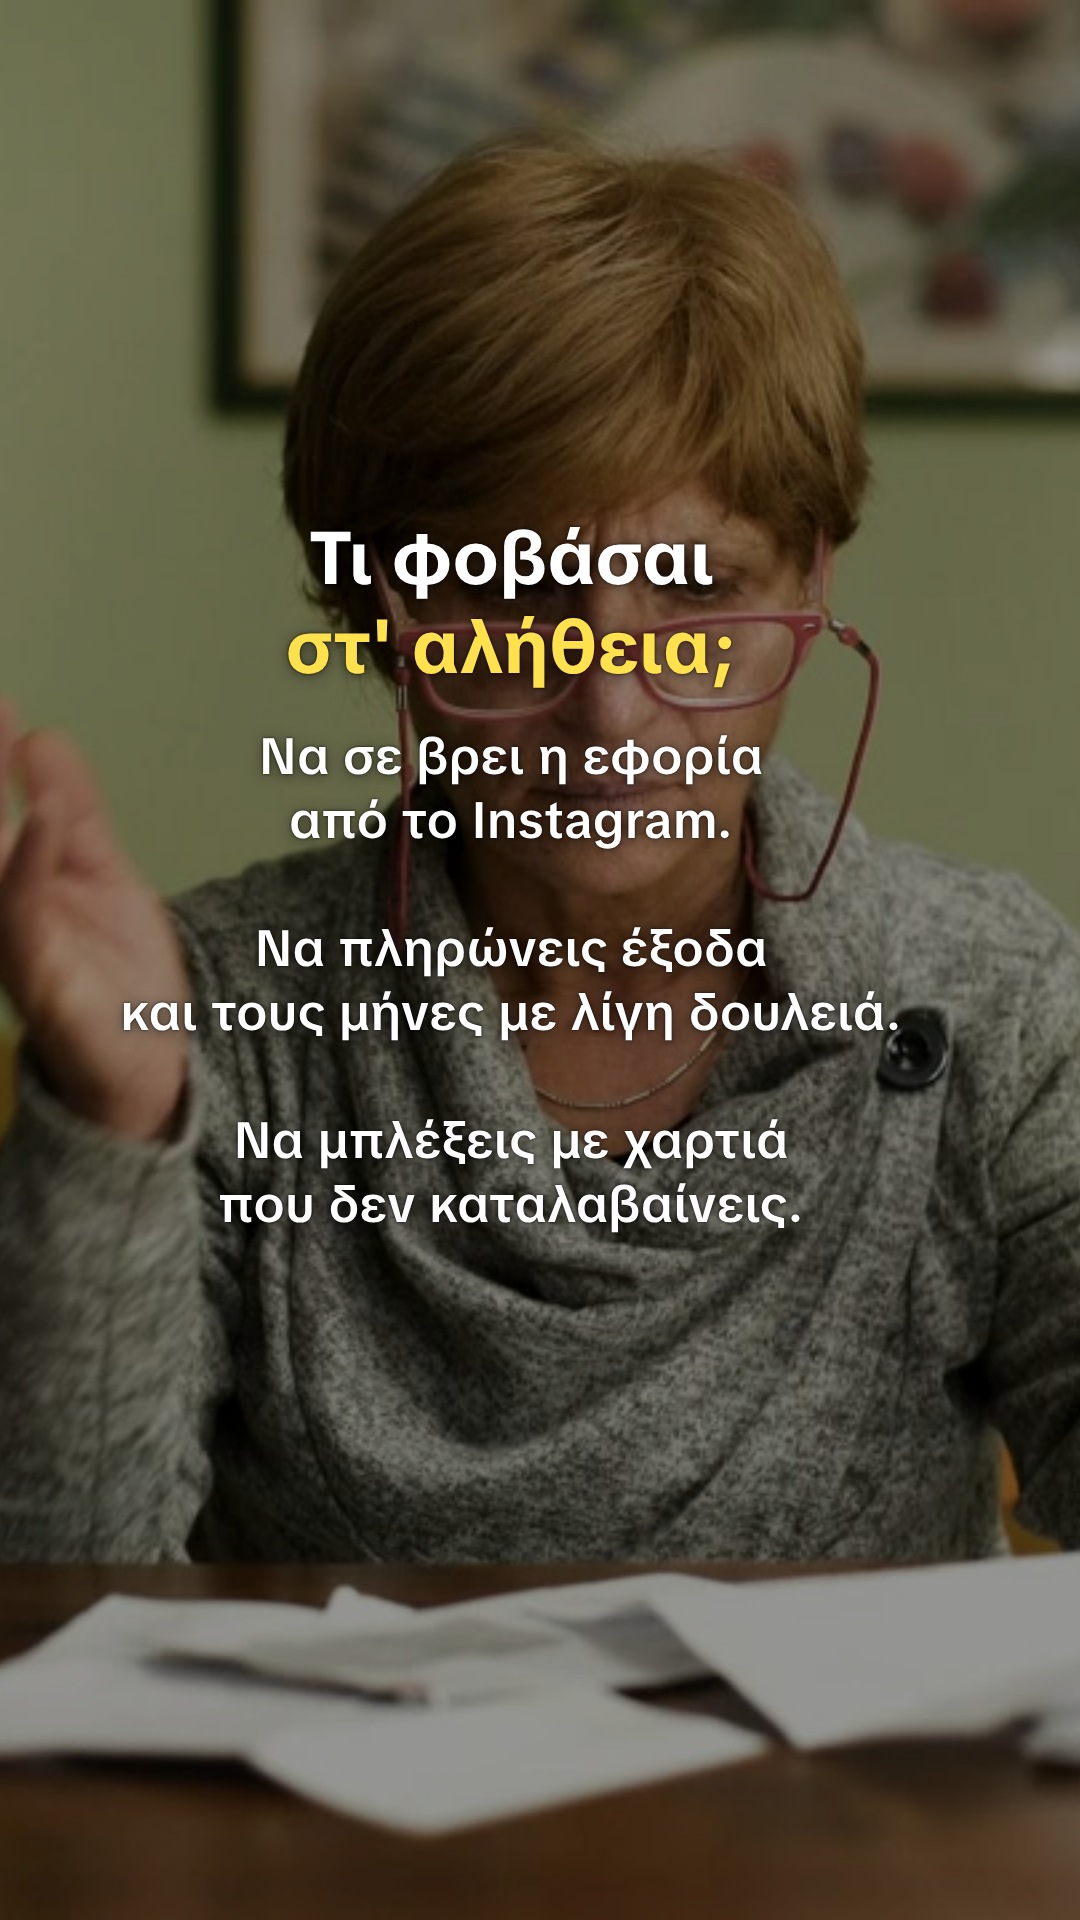 Τι φοβάσαι
στ' αλήθεια;
Να σε βρει η εφορία
από το Instagram.
Να πληρώνεις έξοδα
και τους μήνες με λίγη δουλειά.
Να μπλέξεις με χαρτιά
που δεν καταλαβαίνεις.